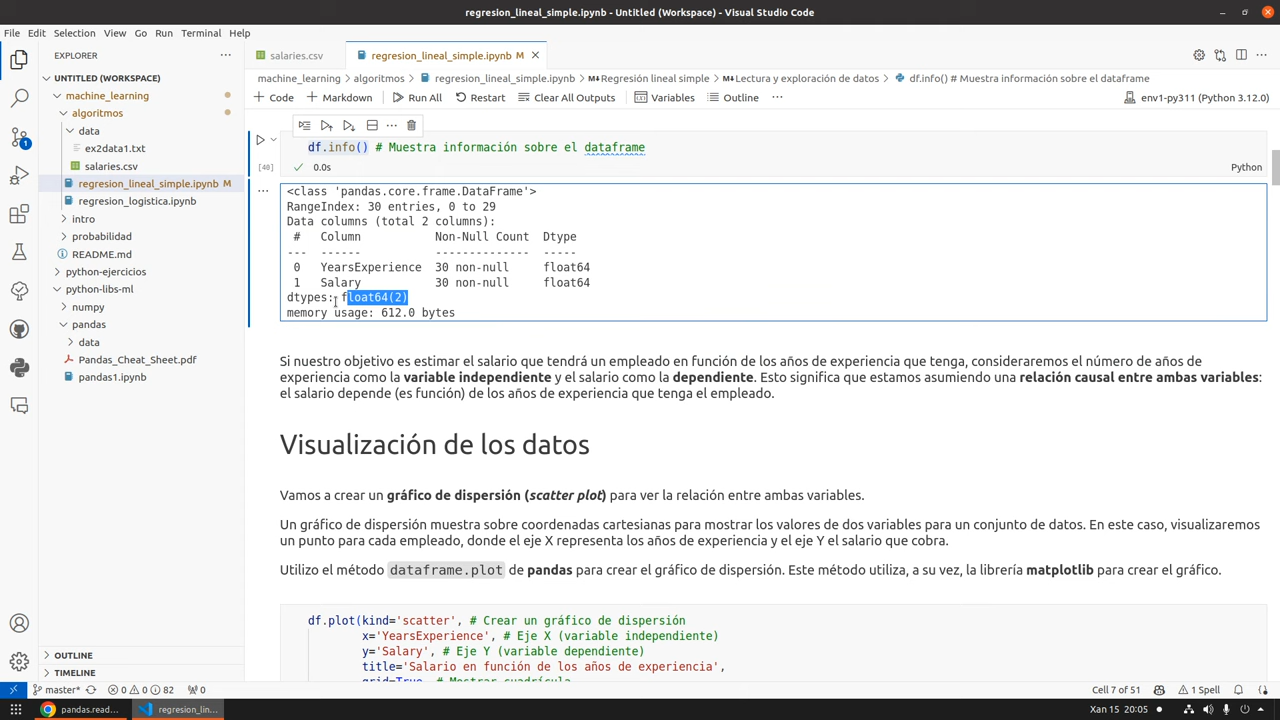 regresion_lineal_simple.ipynb - Untitled (Workspace) - Visual Studio Code
File Edit Selection View Go Run Terminal Help
EXPLORER
UNTITLED (WORKSPACE)
machine_learning
algoritmos
data
ex2data1.txt
salaries.csv
regresion_lineal_simple.ipynb M
regresion_logistica.ipynb
intro
probabilidad
README.md
python-ejercicios
python-libs-ml
numpy
pandas
data
Pandas_Cheat_Sheet.pdf
pandas1.ipynb
OUTLINE
TIMELINE
1
salaries.csv
regresion_lineal_simple.ipynb M
machine_learning > algoritmos > regresion_lineal_simple.ipynb > M↓Regresión lineal simple > M↓Lectura y exploración de datos > df.info() # Muestra información sobre el dataframe
+ Code + Markdown Run All Restart Clear All Outputs Variables Outline ...
env1-py311 (Python 3.12.0)
df.info() # Muestra información sobre el dataframe
[40] 0.0s Python
<class 'pandas.core.frame.DataFrame'>
RangeIndex: 30 entries, 0 to 29
Data columns (total 2 columns):
# Column Non-Null Count Dtype
--- ------ -------------- -----
0 YearsExperience 30 non-null float64
1 Salary 30 non-null float64
dtypes: float64(2)
memory usage: 612.0 bytes
Si nuestro objetivo es estimar el salario que tendrá un empleado en función de los años de experiencia que tenga, consideraremos el número de años de
experiencia como la variable independiente y el salario como la dependiente. Esto significa que estamos asumiendo una relación causal entre ambas variables:
el salario depende (es función) de los años de experiencia que tenga el empleado.
Visualización de los datos
Vamos a crear un gráfico de dispersión (scatter plot) para ver la relación entre ambas variables.
Un gráfico de dispersión muestra sobre coordenadas cartesianas para mostrar los valores de dos variables para un conjunto de datos. En este caso, visualizaremos
un punto para cada empleado, donde el eje X representa los años de experiencia y el eje Y el salario que cobra.
Utilizo el método dataframe.plot de pandas para crear el gráfico de dispersión. Este método utiliza, a su vez, la librería matplotlib para crear el gráfico.
df.plot(kind='scatter', # Crear un gráfico de dispersión
x='YearsExperience', # Eje X (variable independiente)
y='Salary', # Eje Y (variable dependiente)
title='Salario en función de los años de experiencia',
grid=True, # Mostrar cuadrícula
master* 0 0 82 0
Cell 7 of 51 1 Spell
pandas.read... regresion_lin... Xan 15 20:05